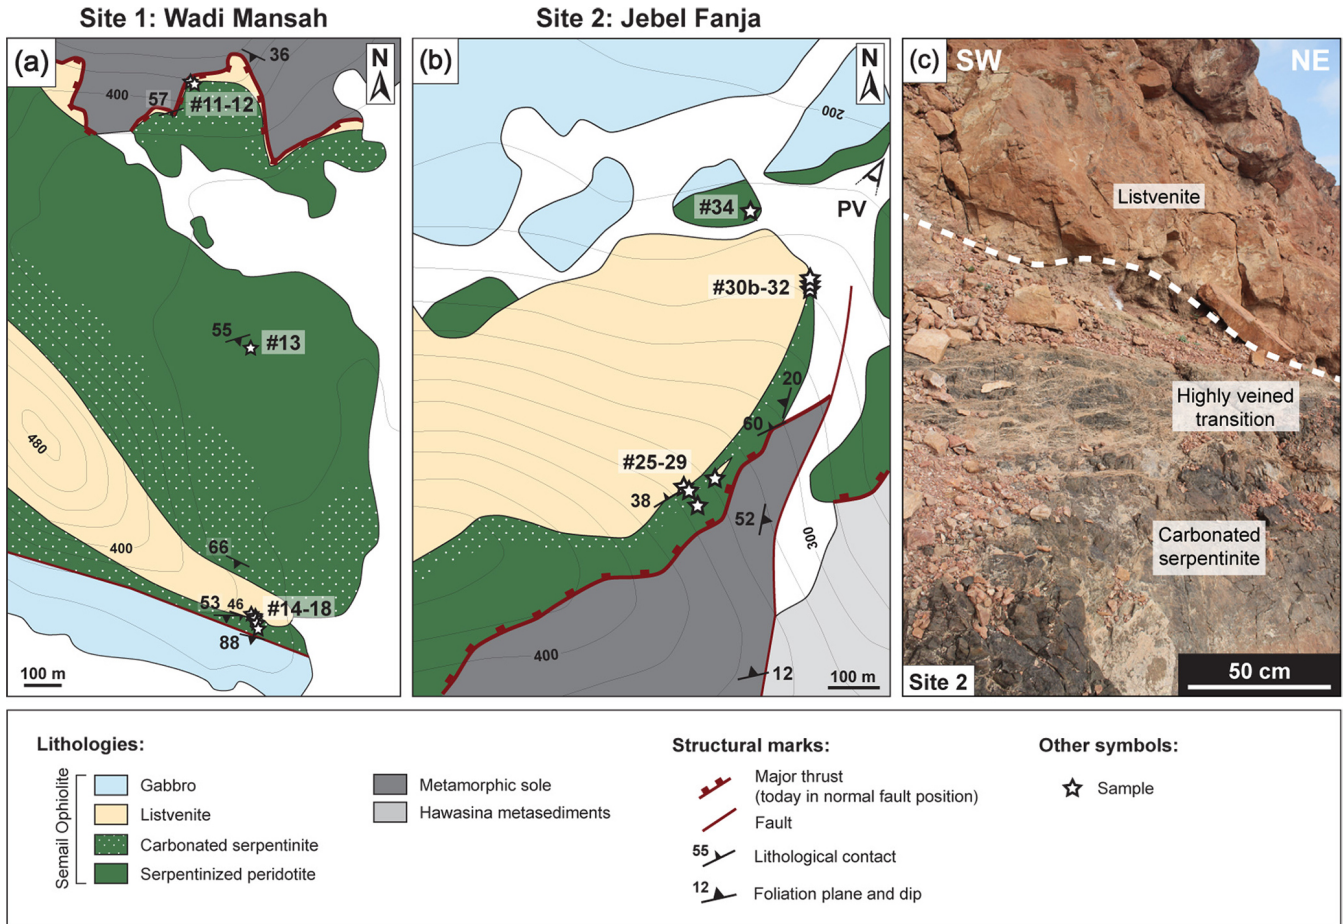 Site 1: Wadi Mansah
Site 2: Jebel Fanja
(a)
N
36
400
57
#11-12
55
#13
480
400
66
53
46
#14-18
88
100 m
(b)
N
200
#34
PV
#30b-32
20
60
#25-29
38
52
300
400
12
100 m
(c)
SW
NE
Listvenite
Highly veined
transition
Carbonated
serpentinite
Site 2
50 cm
Lithologies:
Semail Ophiolite
Gabbro
Listvenite
Carbonated serpentinite
Serpentinized peridotite
Metamorphic sole
Hawasina metasediments
Structural marks:
Major thrust
(today in normal fault position)
Fault
55
Lithological contact
12
Foliation plane and dip
Other symbols:
Sample